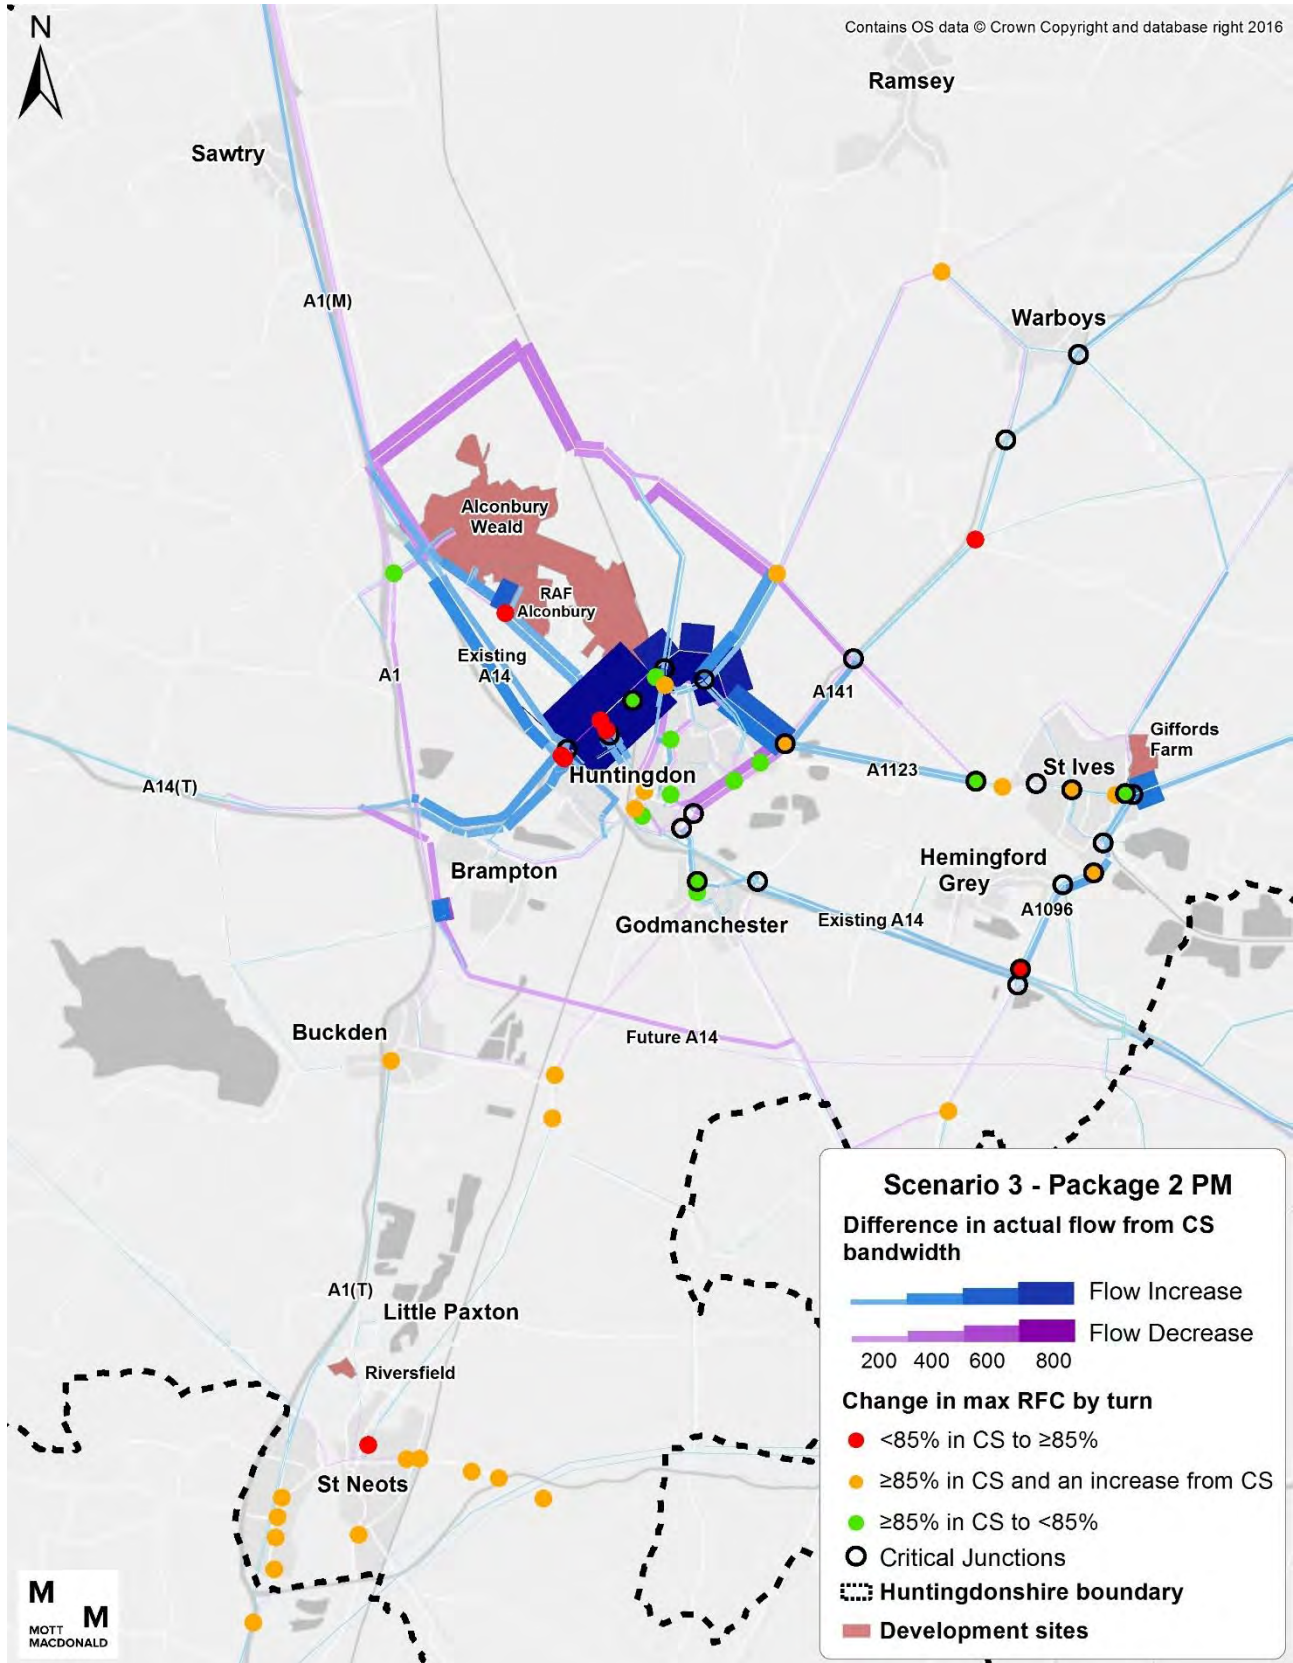 N
Contains OS data © Crown Copyright and database right 2016
Ramsey
Sawtry
A1(M)
Warboys
Alconbury
Weald
RAF
Alconbury
Existing
A14
A1
A141
Giffords
Farm
St Ives
A1123
Huntingdon
A14(T)
Hemingford
Grey
Brampton
A1096
Godmanchester
Existing A14
Buckden
Future A14
A1(T)
Little Paxton
Riversfield
St Neots
Scenario 3 - Package 2 PM
Difference in actual flow from CS
bandwidth
Flow Increase
Flow Decrease
200 400 600 800
Change in max RFC by turn
<85% in CS to ≥85%
≥85% in CS and an increase from CS
≥85% in CS to <85%
Critical Junctions
Huntingdonshire boundary
Development sites
M
M
MOTT
MACDONALD